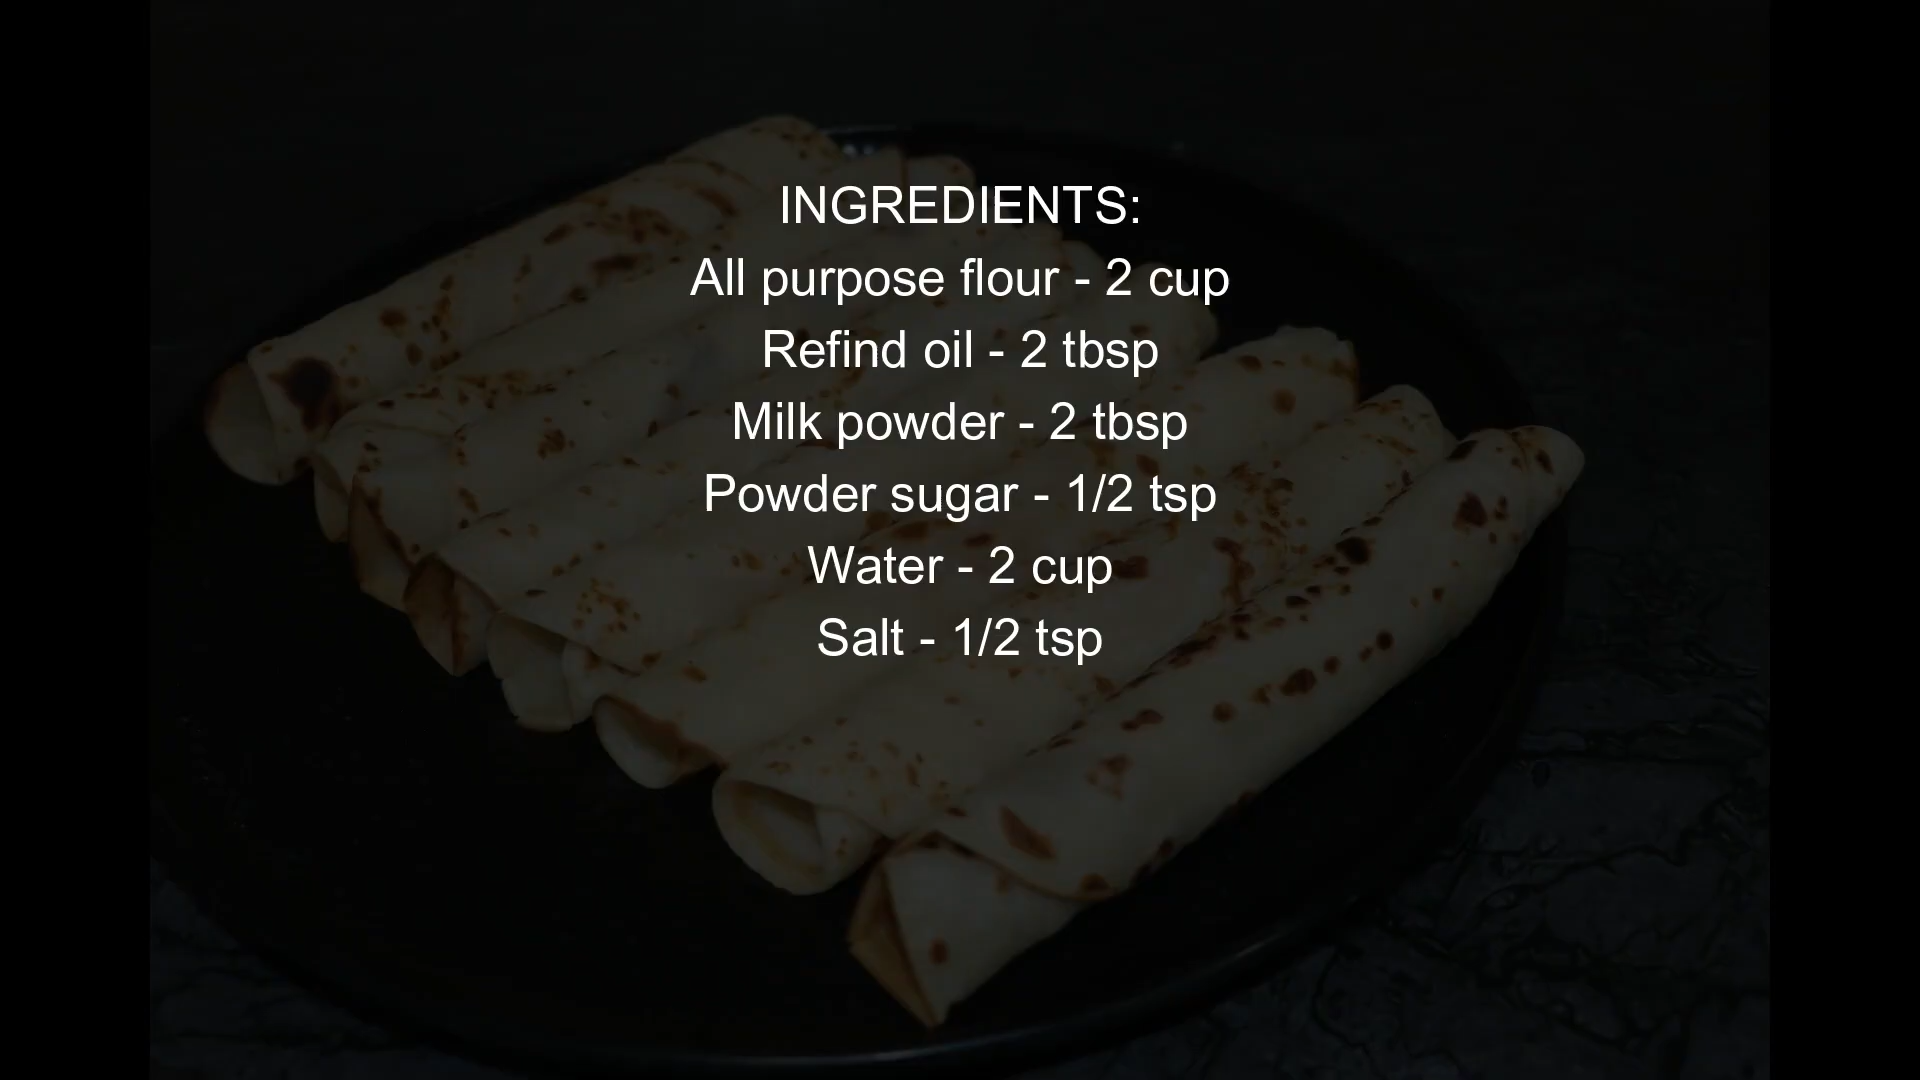 INGREDIENTS:
All purpose flour - 2 cup
Refind oil - 2 tbsp
Milk powder - 2 tbsp
Powder sugar - 1/2 tsp
Water - 2 cup
Salt - 1/2 tsp